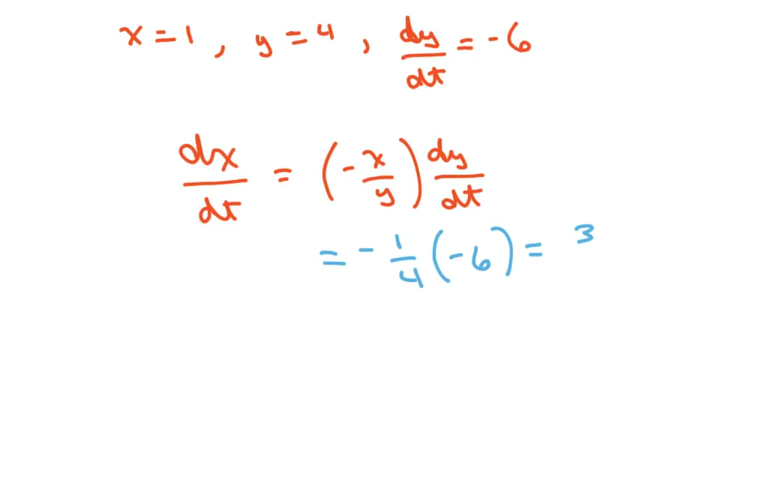 x = 1 , y = 4 , dy/dt = -6
dx/dt = (-x/y) dy/dt
= - 1/4 (-6) = 3